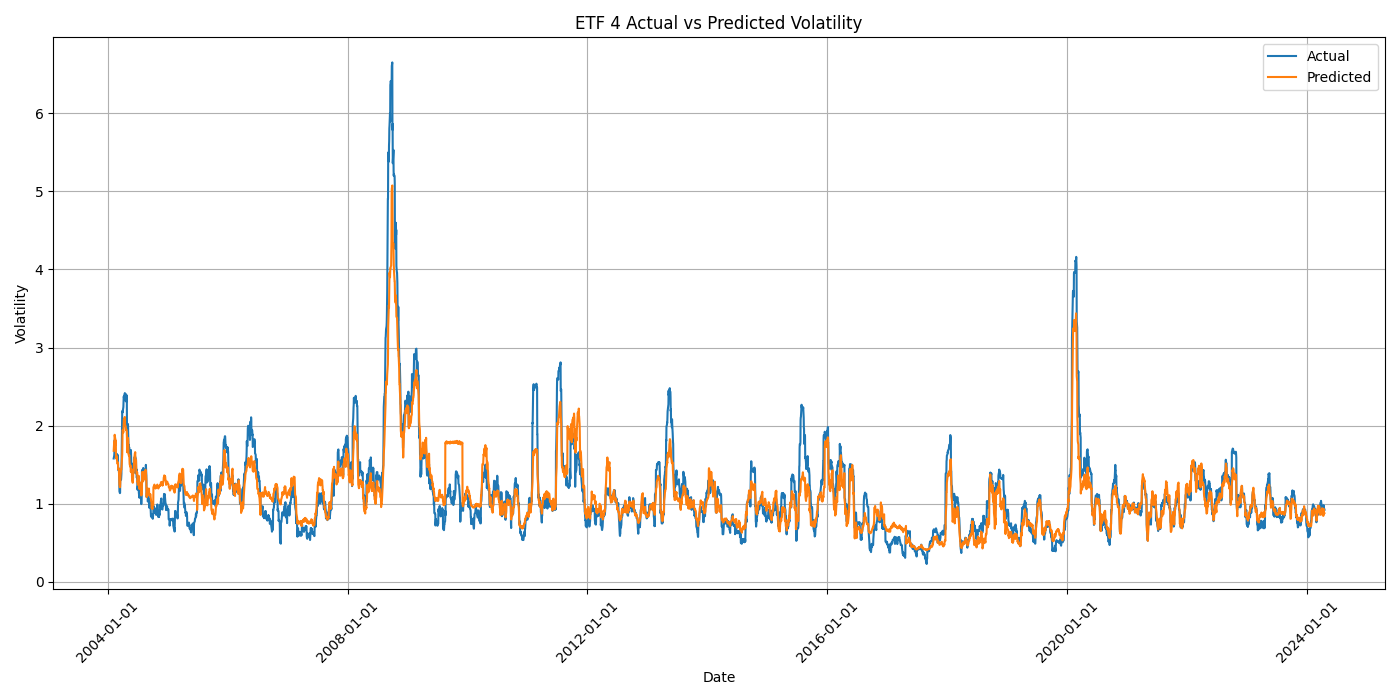 ETF 4 Actual vs Predicted Volatility
Actual
Predicted
Volatility
6
5
4
3
2
1
0
2004-01-01
2008-01-01
2012-01-01
2016-01-01
2020-01-01
2024-01-01
Date